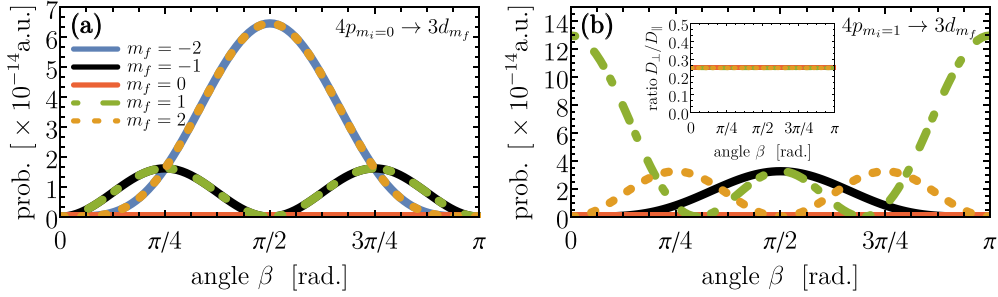 (a)
4p_{m_i=0} → 3d_{m_f}
m_f = −2
m_f = −1
m_f = 0
m_f = 1
m_f = 2
prob. [ × 10^{−14} a.u.]
7
6
5
4
3
2
1
0
0 π/4 π/2 3π/4 π
angle β [rad.]
(b)
4p_{m_i=1} → 3d_{m_f}
prob. [ × 10^{−14} a.u.]
14
12
10
8
6
4
2
0
0 π/4 π/2 3π/4 π
angle β [rad.]
ratio D_⊥/D_∥
0.5
0.4
0.3
0.2
0.1
0.0
0 π/4 π/2 3π/4 π
angle β [rad.]